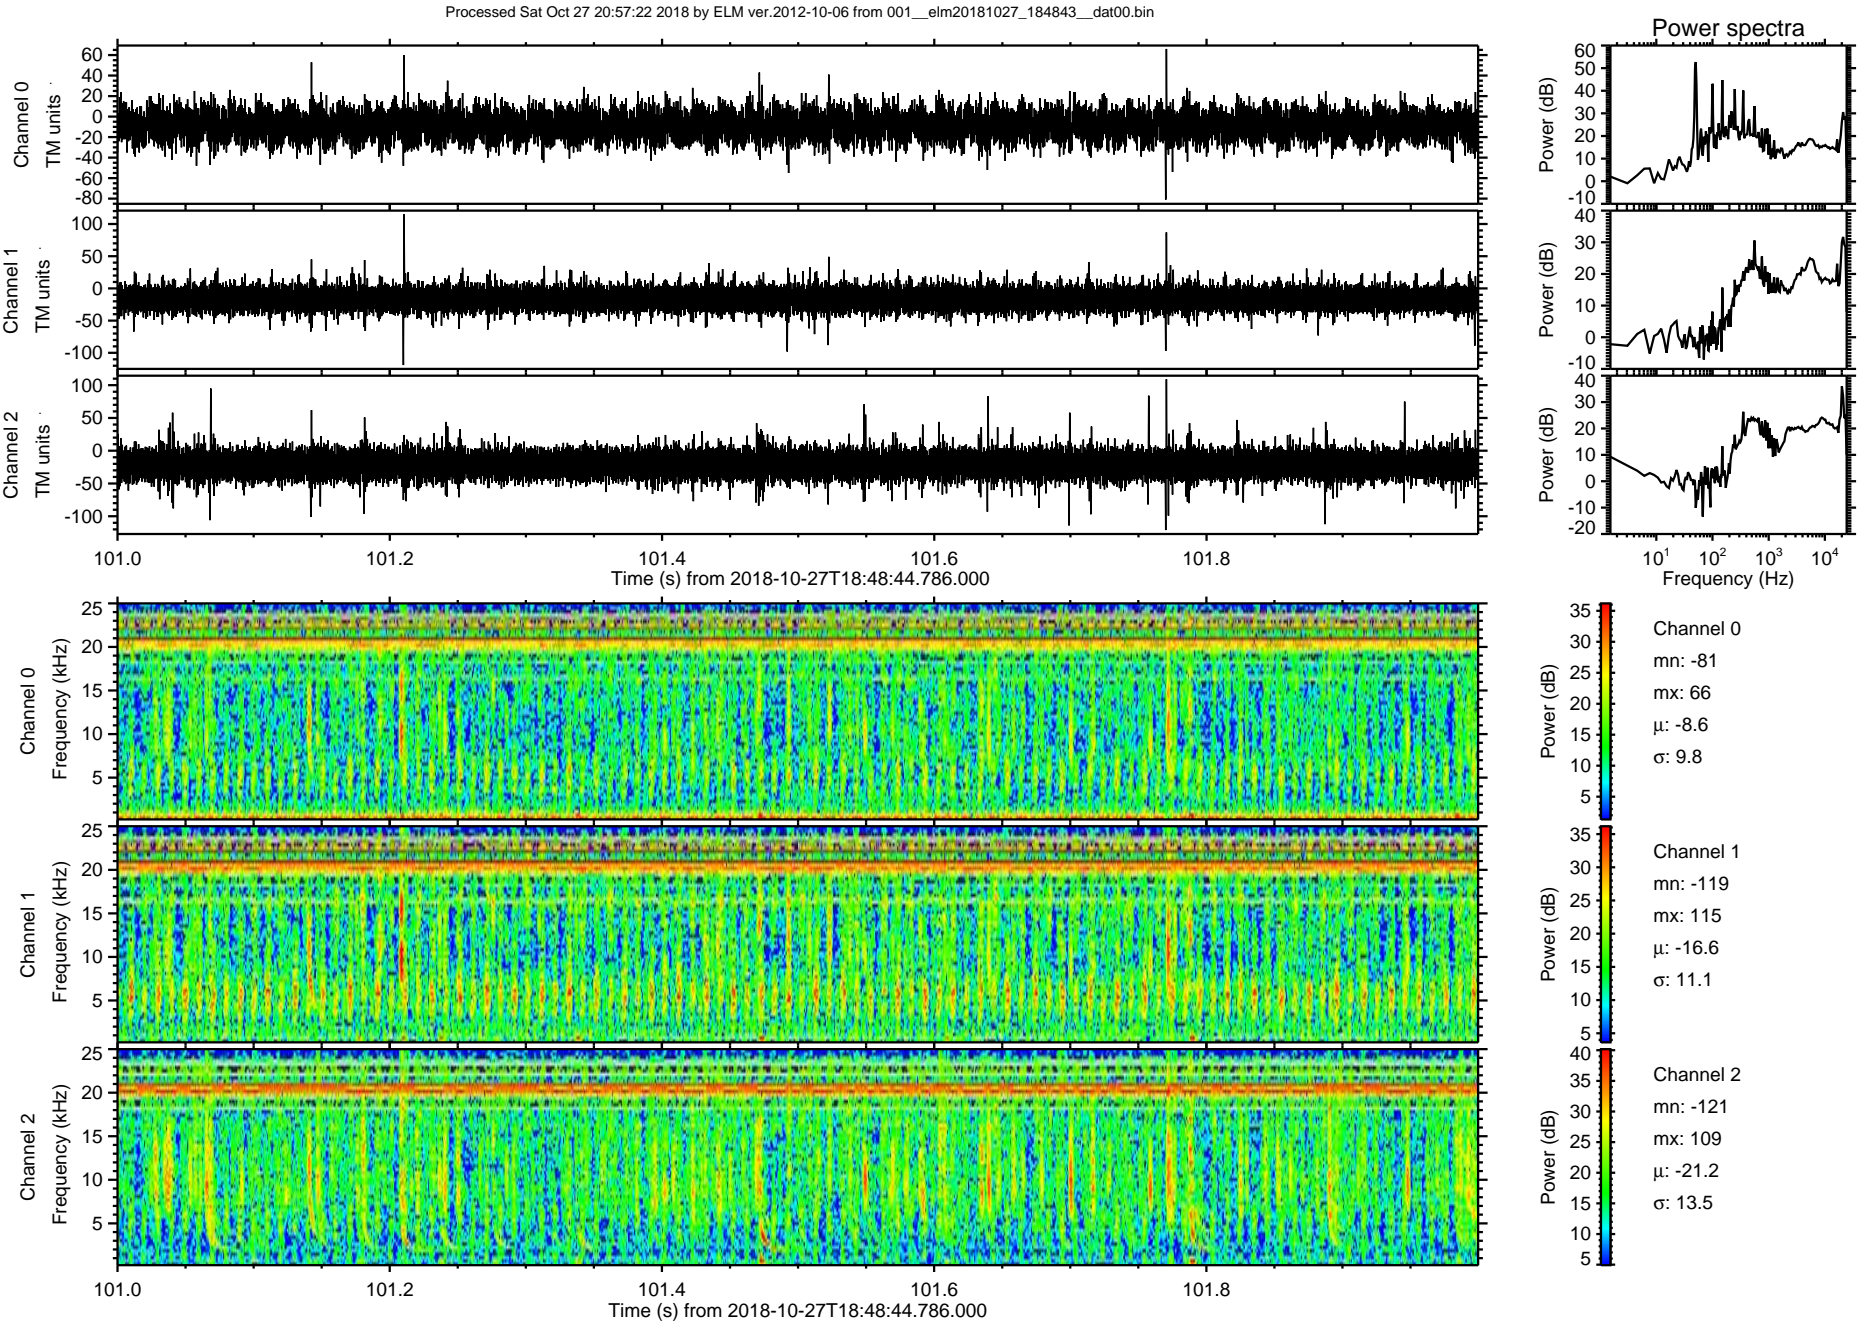 Processed Sat Oct 27 20:57:22 2018 by ELM ver.2012-10-06 from 001__elm20181027_184843__dat00.bin
Power spectra
Channel 0
TM units
60
40
20
0
-20
-40
-60
-80
Power (dB)
60
50
40
30
20
10
0
-10
Channel 1
TM units
100
50
0
-50
-100
Power (dB)
40
30
20
10
0
-10
Channel 2
TM units
100
50
0
-50
-100
Power (dB)
40
30
20
10
0
-10
-20
101.0 101.2 101.4 101.6 101.8
Time (s) from 2018-10-27T18:48:44.786.000
10^1 10^2 10^3 10^4
Frequency (Hz)
Channel 0
Frequency (kHz)
25
20
15
10
5
Power (dB)
35
30
25
20
15
10
5
Channel 0
mn: -81
mx: 66
μ: -8.6
σ: 9.8
Channel 1
Frequency (kHz)
25
20
15
10
5
Power (dB)
35
30
25
20
15
10
5
Channel 1
mn: -119
mx: 115
μ: -16.6
σ: 11.1
Channel 2
Frequency (kHz)
25
20
15
10
5
Power (dB)
40
35
30
25
20
15
10
5
Channel 2
mn: -121
mx: 109
μ: -21.2
σ: 13.5
101.0 101.2 101.4 101.6 101.8
Time (s) from 2018-10-27T18:48:44.786.000